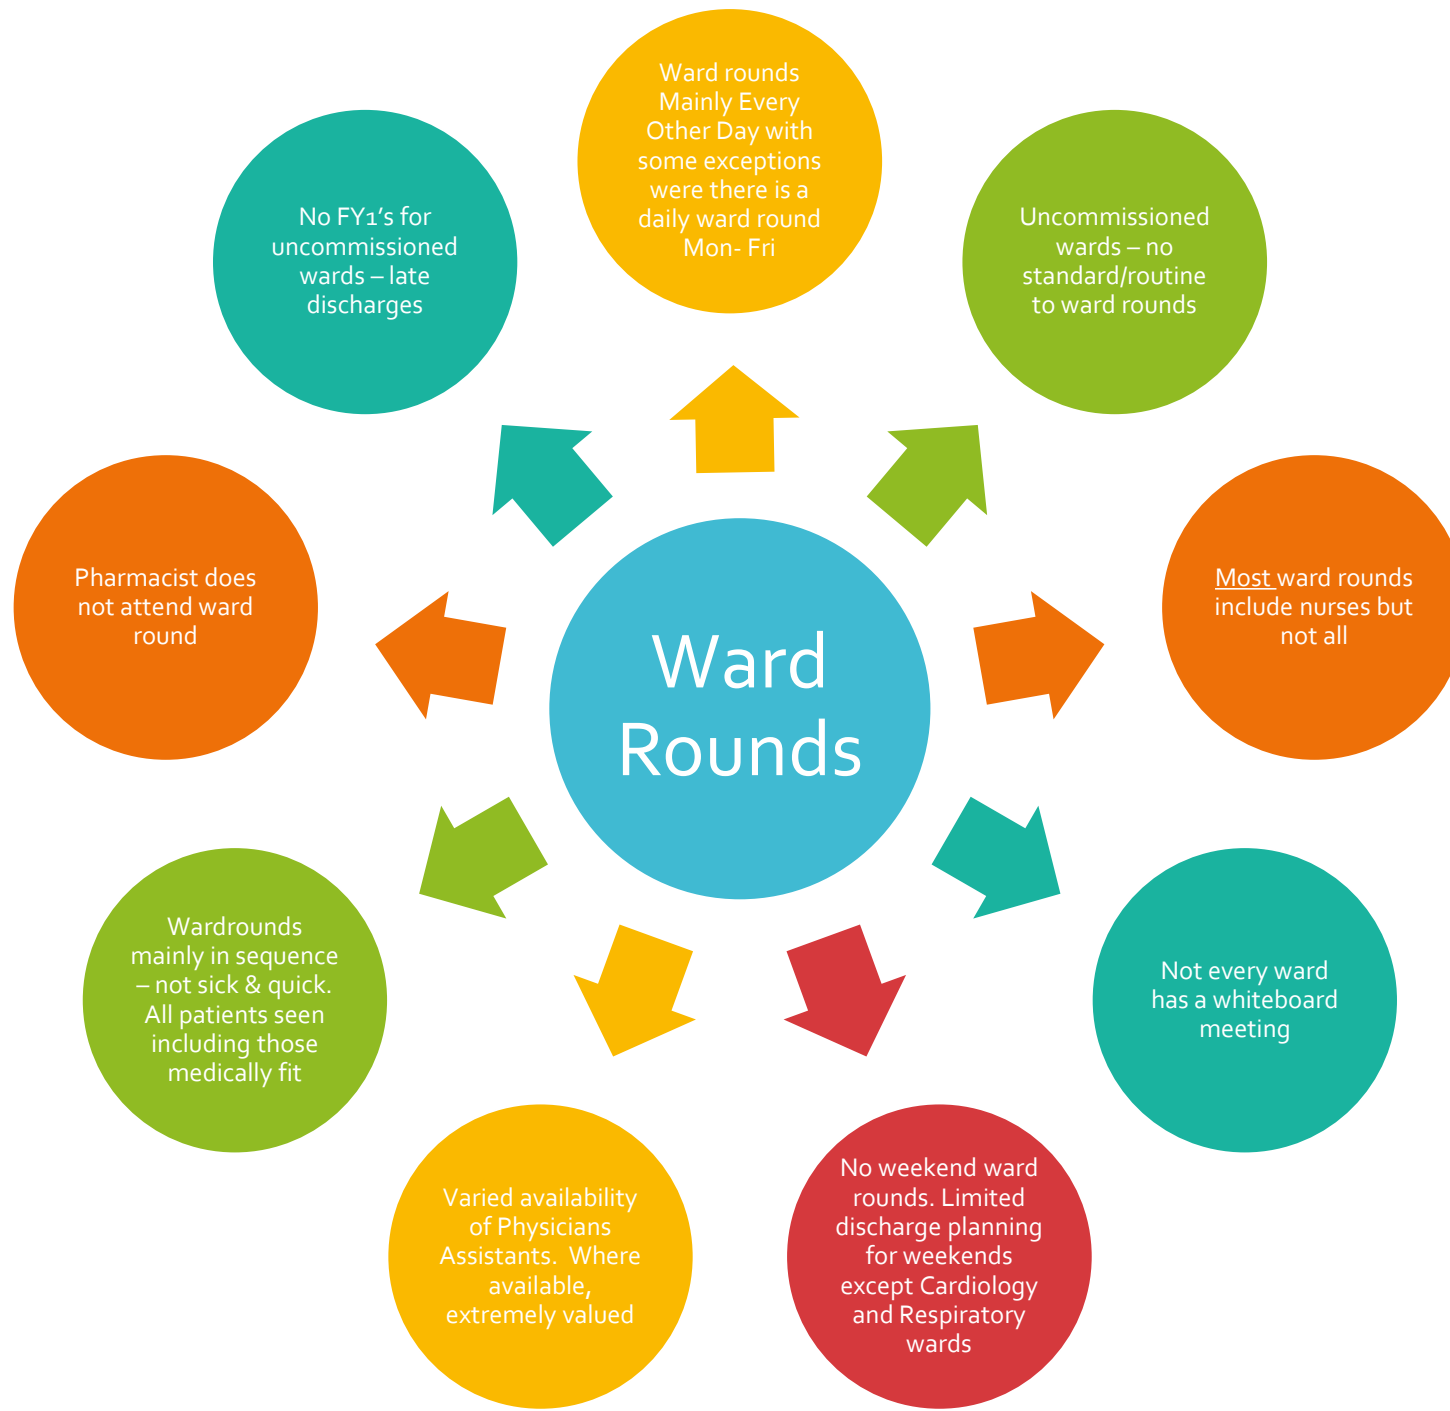 Ward
Rounds
Ward rounds
Mainly Every
Other Day with
some exceptions
were there is a
daily ward round
Mon- Fri
Uncommissioned
wards – no
standard/routine
to ward rounds
Most ward rounds
include nurses but
not all
Not every ward
has a whiteboard
meeting
No weekend ward
rounds. Limited
discharge planning
for weekends
except Cardiology
and Respiratory
wards
Varied availability
of Physicians
Assistants. Where
available,
extremely valued
Wardrounds
mainly in sequence
– not sick & quick.
All patients seen
including those
medically fit
Pharmacist does
not attend ward
round
No FY1's for
uncommissioned
wards – late
discharges